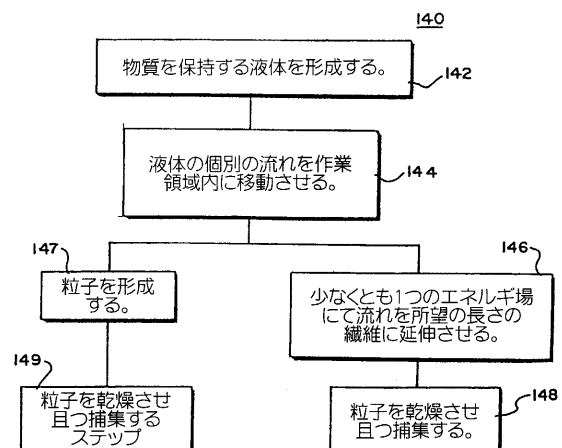 140
物質を保持する液体を形成する。
142
液体の個別の流れを作業
領域内に移動させる。
144
147
粒子を形成
する。
146
少なくとも1つのエネルギ場
にて流れを所望の長さの
繊維に延伸させる。
149
粒子を乾燥させ
且つ捕集する
ステップ
粒子を乾燥させ
且つ捕集する。
148